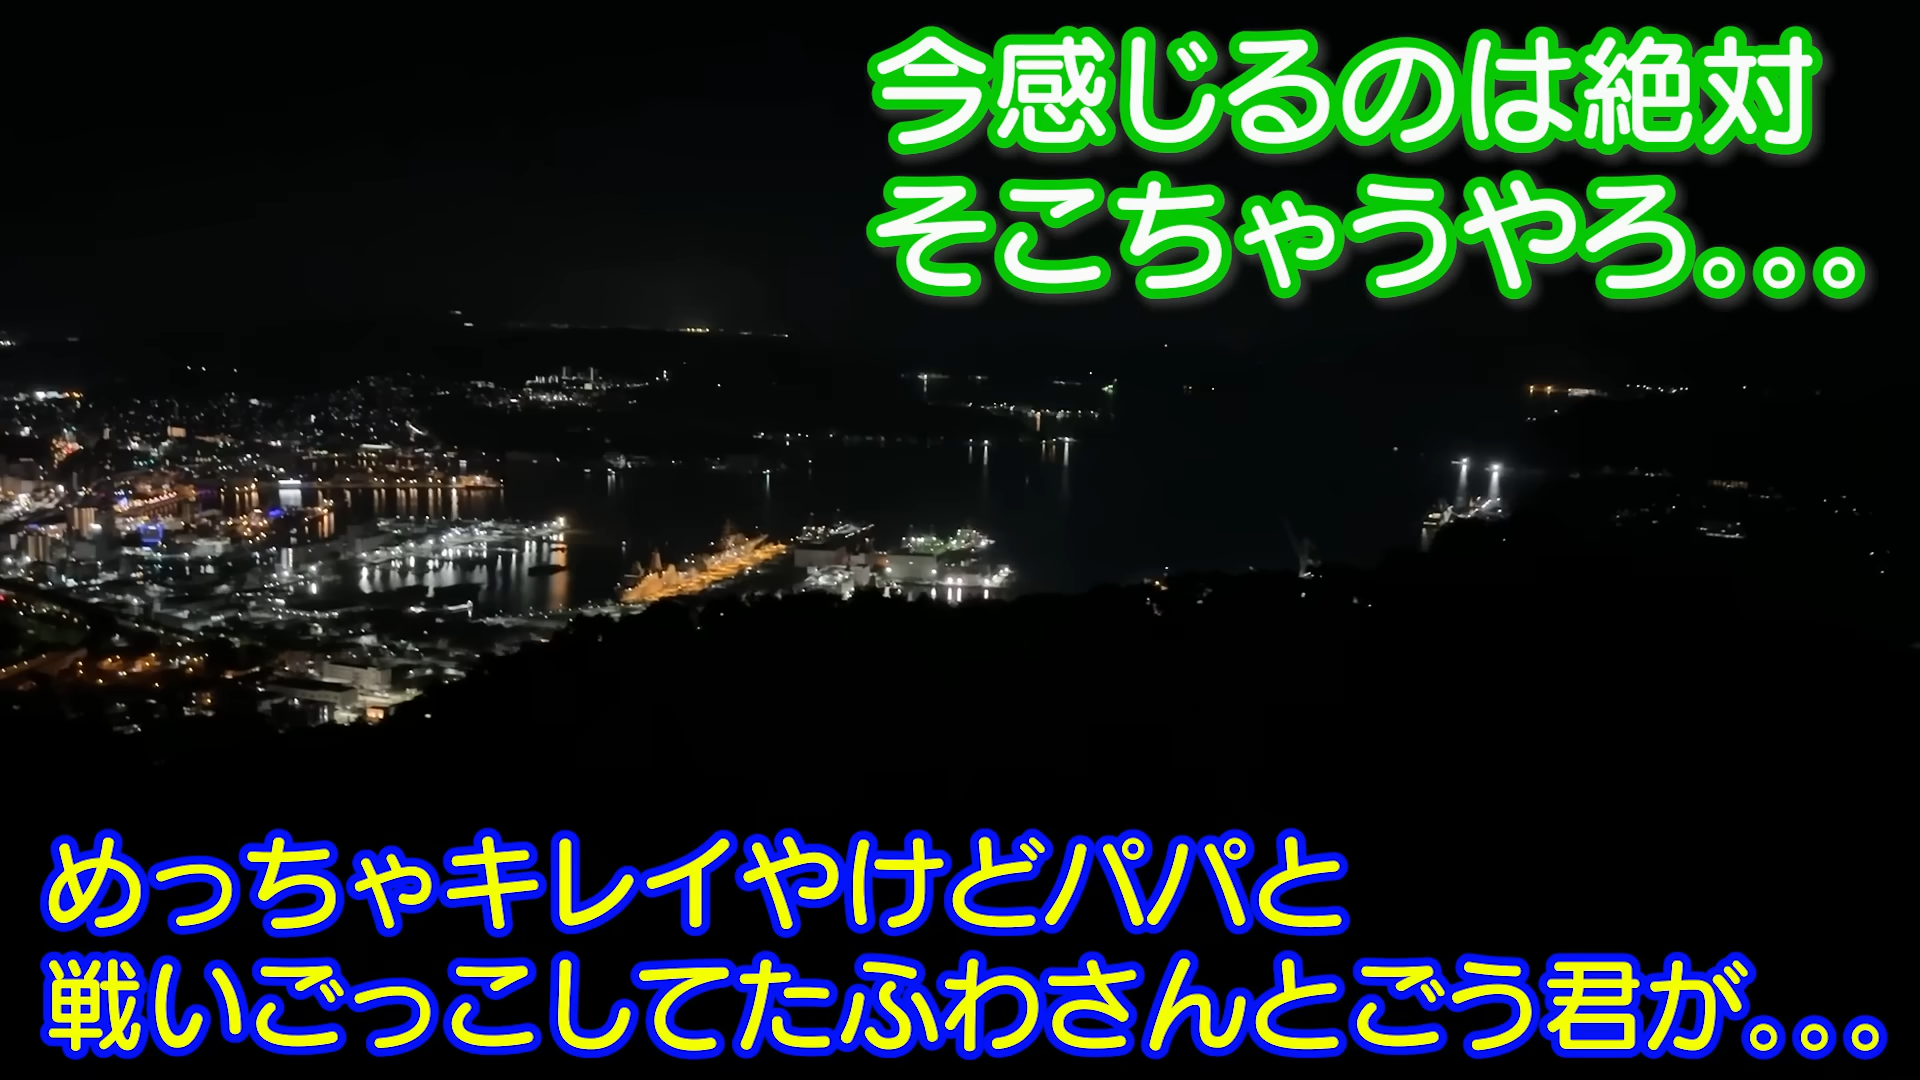 今感じるのは絶対
そこちゃうやろ。。。
めっちゃキレイやけどパパと
戦いごっこしてたふわさんとごう君が。。。